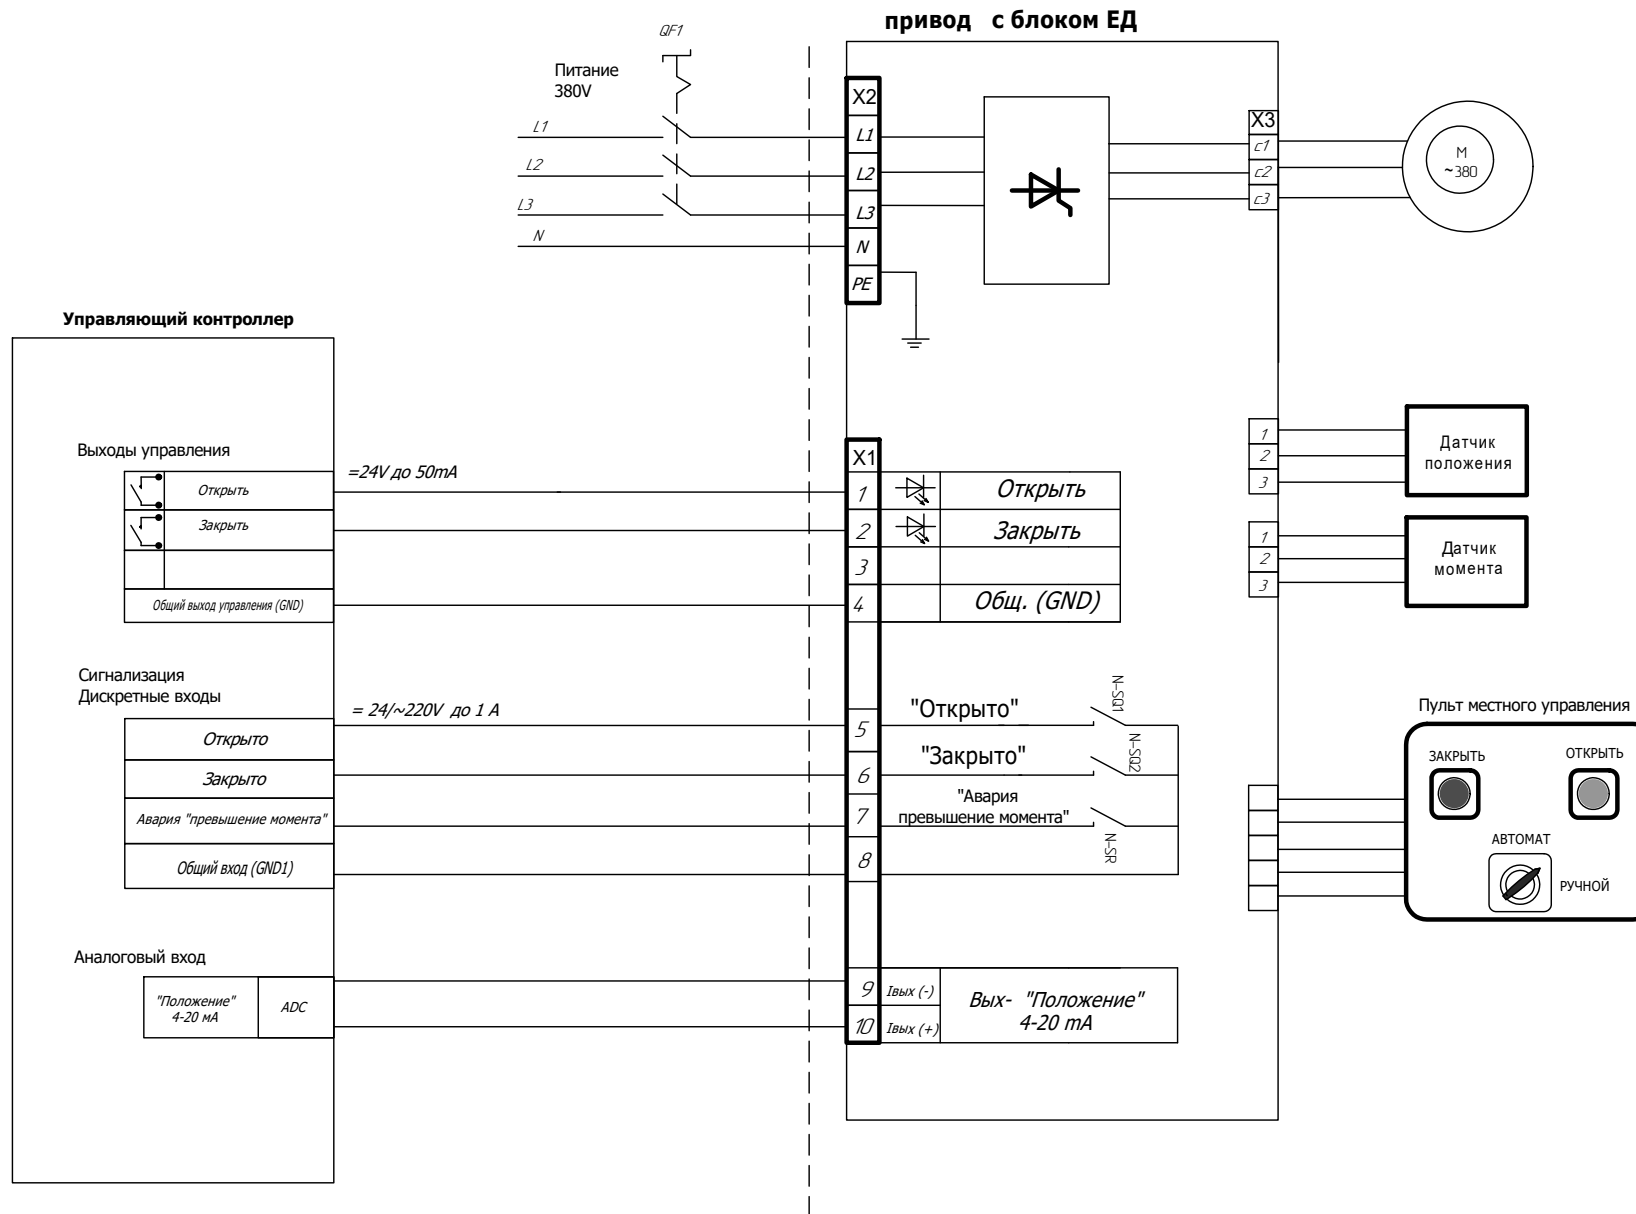 привод с блоком ЕД
QF1
Питание
380V
L1
L2
L3
N
X2
L1
L2
L3
N
PE
X3
c1
c2
c3
M
~380
Управляющий контроллер
Выходы управления
Открыть
Закрыть
Общий выход управления (GND)
=24V до 50mA
X1
1
2
3
4
Открыть
Закрыть
Общ. (GND)
1
2
3
Датчик
положения
1
2
3
Датчик
момента
Сигнализация
Дискретные входы
Открыто
Закрыто
Авария "превышение момента"
Общий вход (GND1)
= 24/~220V до 1 А
5
6
7
8
"Открыто"
N-SQ1
"Закрыто"
N-SQ2
"Авария
превышение момента"
N-SR
Пульт местного управления
ЗАКРЫТЬ
ОТКРЫТЬ
АВТОМАТ
РУЧНОЙ
Аналоговый вход
"Положение"
4-20 мА
ADC
9
10
Iвых (-)
Iвых (+)
Вых- "Положение"
4-20 mA